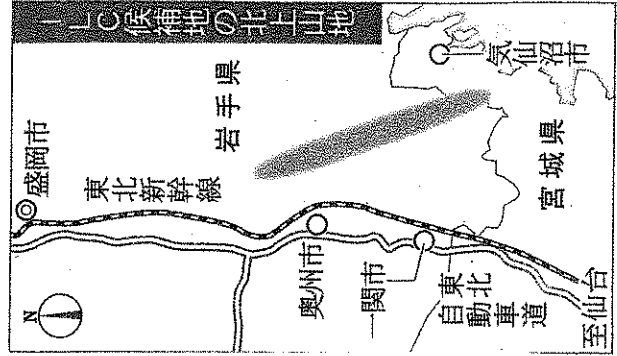 ILC候補地の北上山地
N
盛岡市
東北新幹線
岩手県
奥州市
一関市
東北
自動車道
気仙沼市
宮城県
至仙台